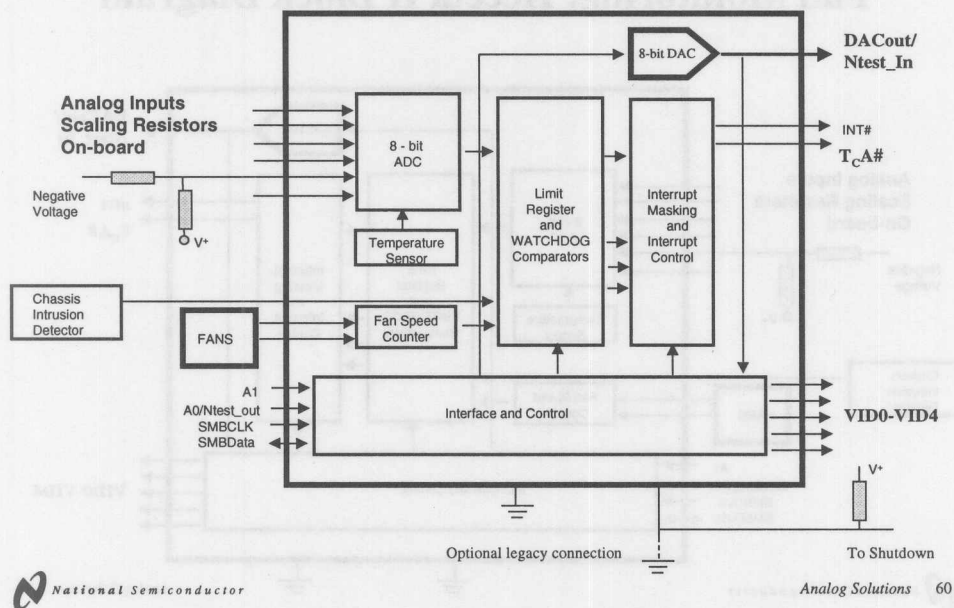 8-bit DAC
DACout/
Ntest_In
Analog Inputs
Scaling Resistors
On-board
8 - bit
ADC
INT#
TCA#
Negative
Voltage
V+
Limit
Register
and
WATCHDOG
Comparators
Interrupt
Masking
and
Interrupt
Control
Temperature
Sensor
Chassis
Intrusion
Detector
FANS
Fan Speed
Counter
A1
A0/Ntest_out
SMBCLK
SMBData
Interface and Control
VID0-VID4
V+
Optional legacy connection
To Shutdown
National Semiconductor
Analog Solutions 60